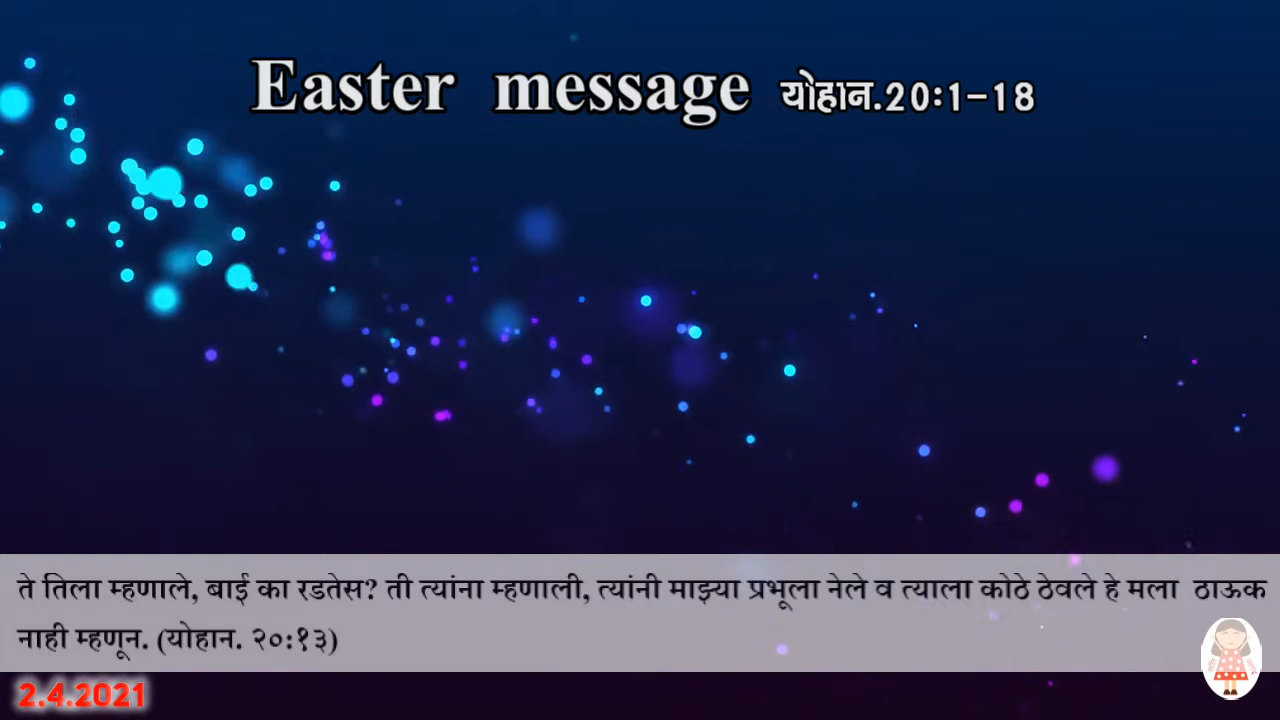 Easter message योहान.20:1-18
ते तिला म्हणाले, बाई का रडतेस? ती त्यांना म्हणाली, त्यांनी माझ्या प्रभूला नेले व त्याला कोठे ठेवले हे मला ठाऊक
नाही म्हणून. (योहान. २०:१३)
2.4.2021